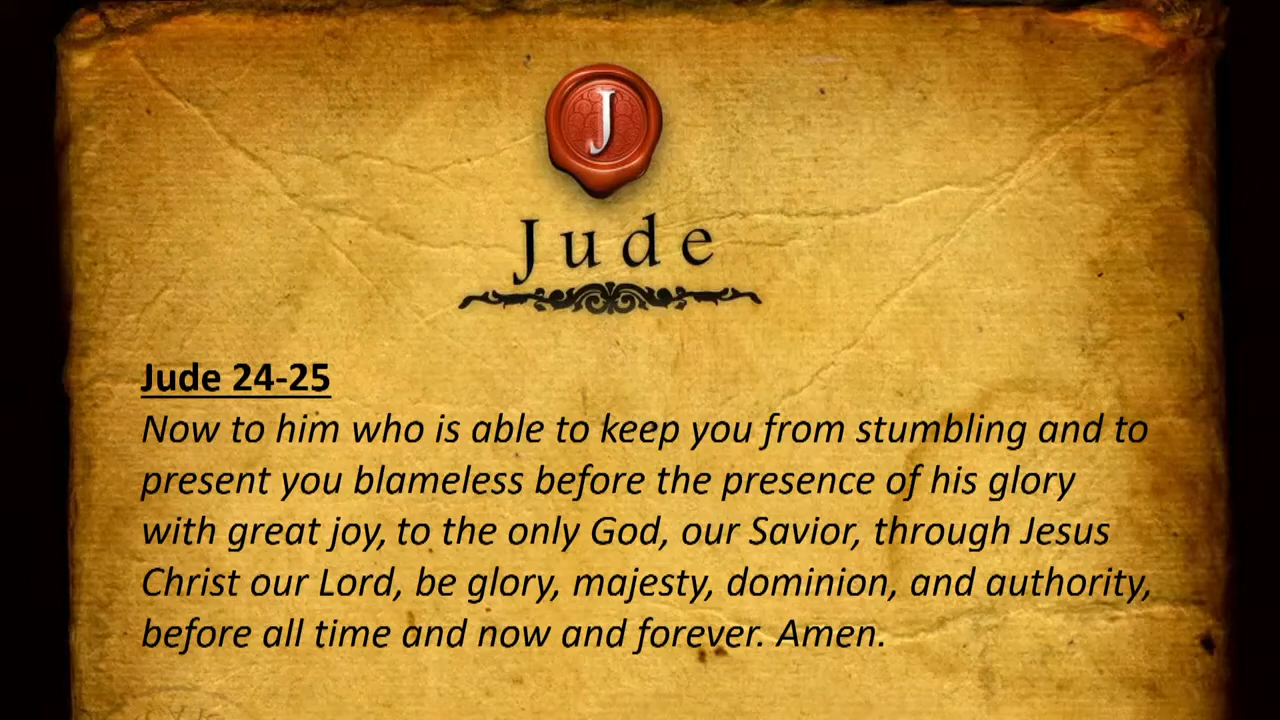 J
Jude
Jude 24-25
Now to him who is able to keep you from stumbling and to
present you blameless before the presence of his glory
with great joy, to the only God, our Savior, through Jesus
Christ our Lord, be glory, majesty, dominion, and authority,
before all time and now and forever. Amen.